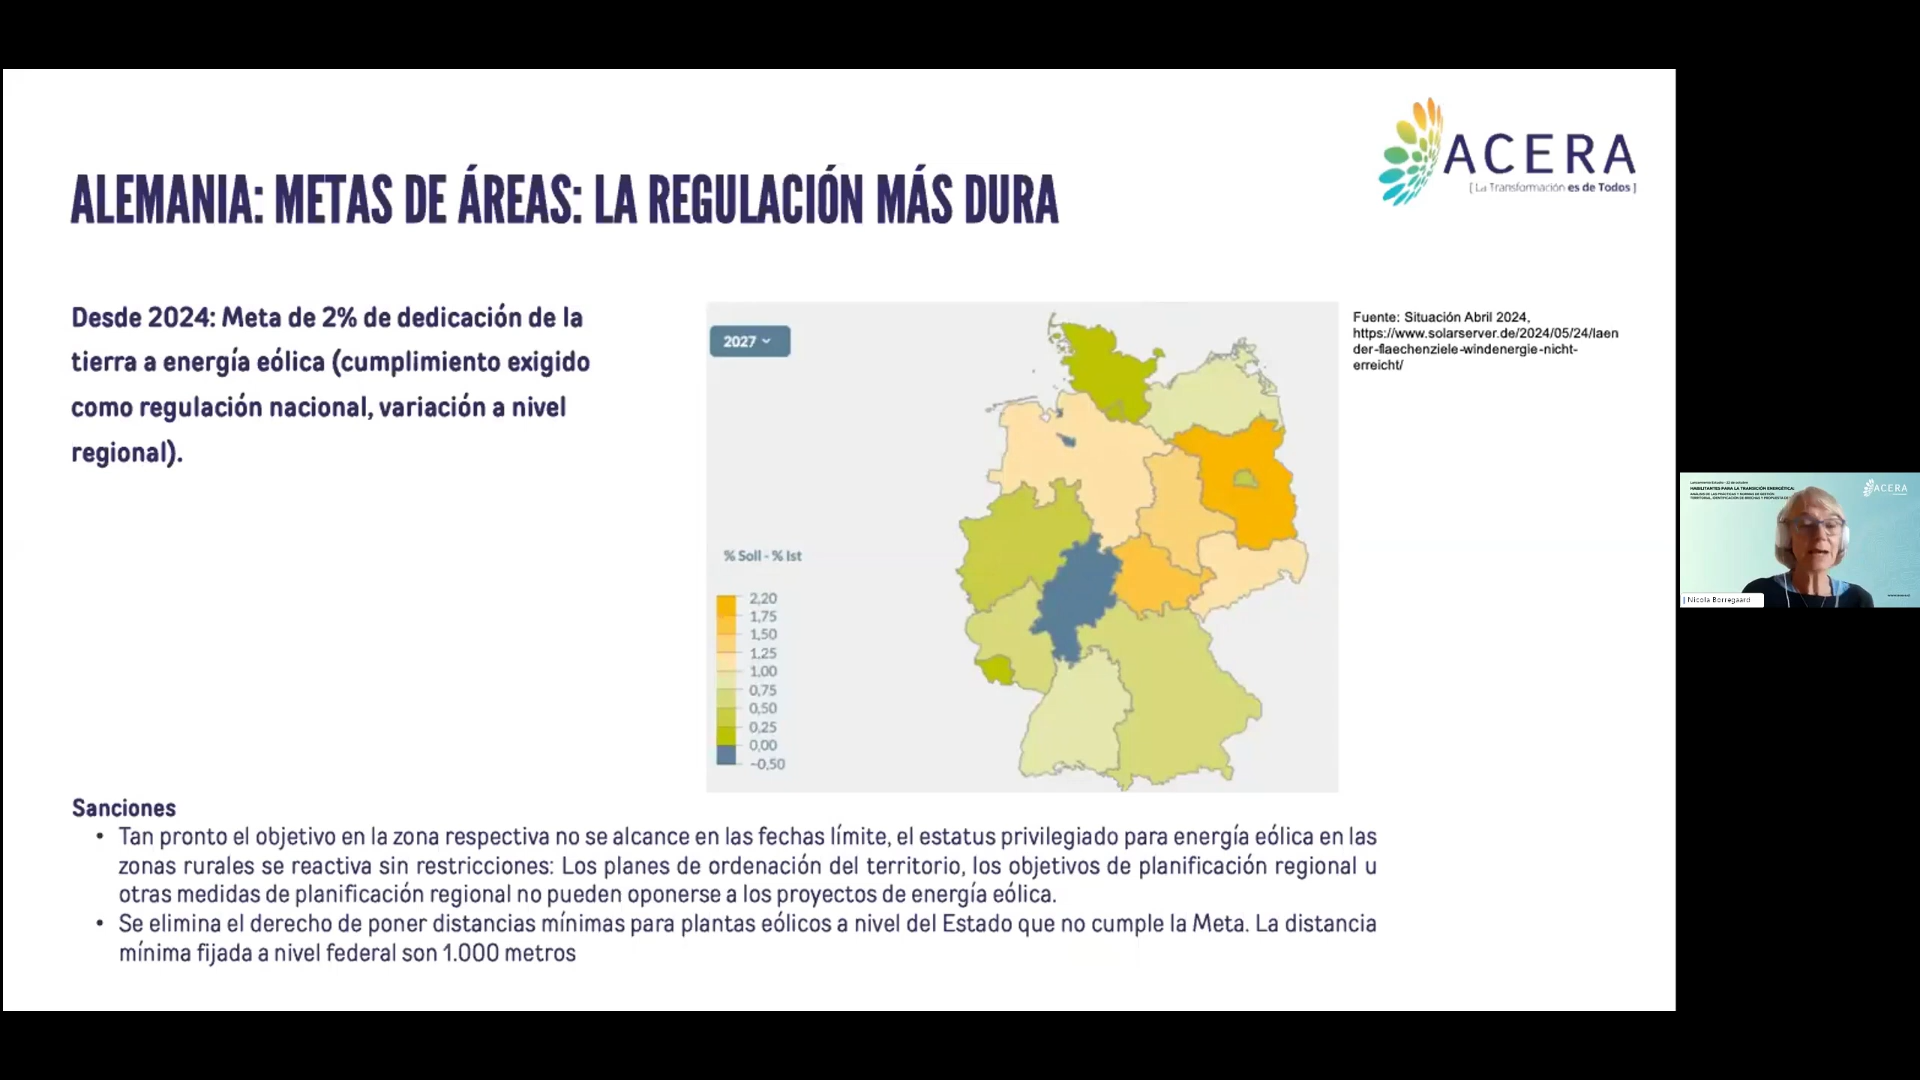 ACERA
[ La Transformación es de Todos ]
ALEMANIA: METAS DE ÁREAS: LA REGULACIÓN MÁS DURA
Desde 2024: Meta de 2% de dedicación de la
tierra a energía eólica (cumplimiento exigido
como regulación nacional, variación a nivel
regional).
2027
% Soll - % Ist
2,20
1,75
1,50
1,25
1,00
0,75
0,50
0,25
0,00
-0,50
Fuente: Situación Abril 2024,
https://www.solarserver.de/2024/05/24/laen
der-flaechenziele-windenergie-nicht-
erreicht/
Sanciones
• Tan pronto el objetivo en la zona respectiva no se alcance en las fechas límite, el estatus privilegiado para energía eólica en las
zonas rurales se reactiva sin restricciones: Los planes de ordenación del territorio, los objetivos de planificación regional u
otras medidas de planificación regional no pueden oponerse a los proyectos de energía eólica.
• Se elimina el derecho de poner distancias mínimas para plantas eólicos a nivel del Estado que no cumple la Meta. La distancia
mínima fijada a nivel federal son 1.000 metros
HABILITANTES PARA LA TRANSICIÓN ENERGÉTICA:
ACERA
Nicola Borregaard